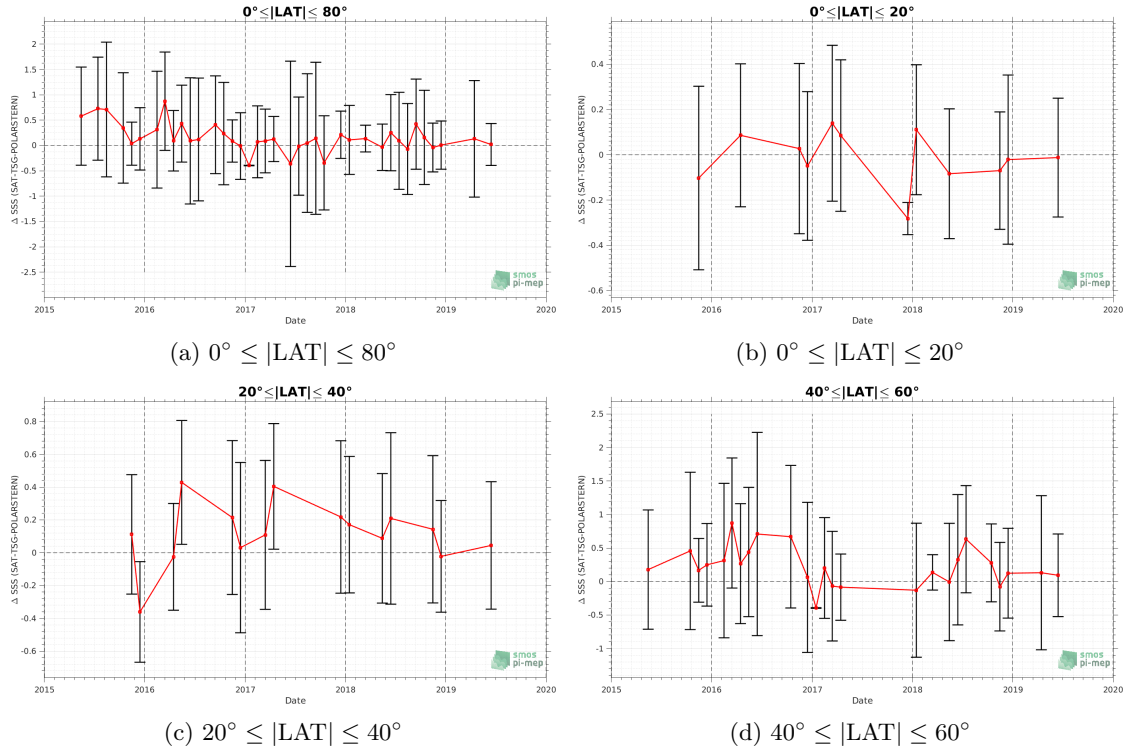 0°≤|LAT|≤ 80°
Δ SSS (SAT-TSG-POLARSTERN)
2
1.5
1
0.5
0
-0.5
-1
-1.5
-2
-2.5
smos
pi-mep
2015 2016 2017 2018 2019 2020
Date
(a) 0° ≤ |LAT| ≤ 80°
0°≤|LAT|≤ 20°
Δ SSS (SAT-TSG-POLARSTERN)
0.4
0.2
0
-0.2
-0.4
-0.6
smos
pi-mep
2015 2016 2017 2018 2019 2020
Date
(b) 0° ≤ |LAT| ≤ 20°
20°≤|LAT|≤ 40°
Δ SSS (SAT-TSG-POLARSTERN)
0.8
0.6
0.4
0.2
0
-0.2
-0.4
-0.6
smos
pi-mep
2015 2016 2017 2018 2019 2020
Date
(c) 20° ≤ |LAT| ≤ 40°
40°≤|LAT|≤ 60°
Δ SSS (SAT-TSG-POLARSTERN)
2.5
2
1.5
1
0.5
0
-0.5
-1
smos
pi-mep
2015 2016 2017 2018 2019 2020
Date
(d) 40° ≤ |LAT| ≤ 60°